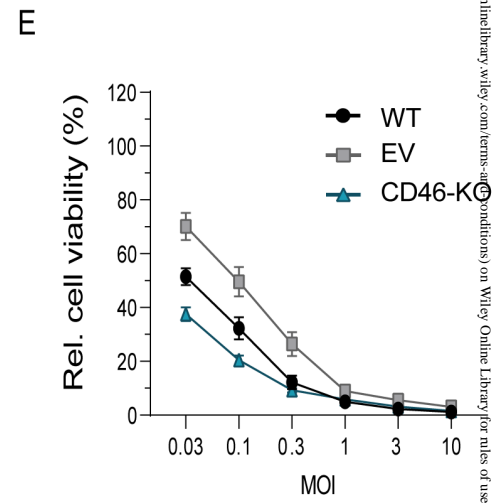 E
Rel. cell viability (%)
120
100
80
60
40
20
0
WT
EV
CD46-KO
0.03 0.1 0.3 1 3 10
MOI
nlinelibrary.wiley.com/terms-and-conditions) on Wiley Online Library for rules of use